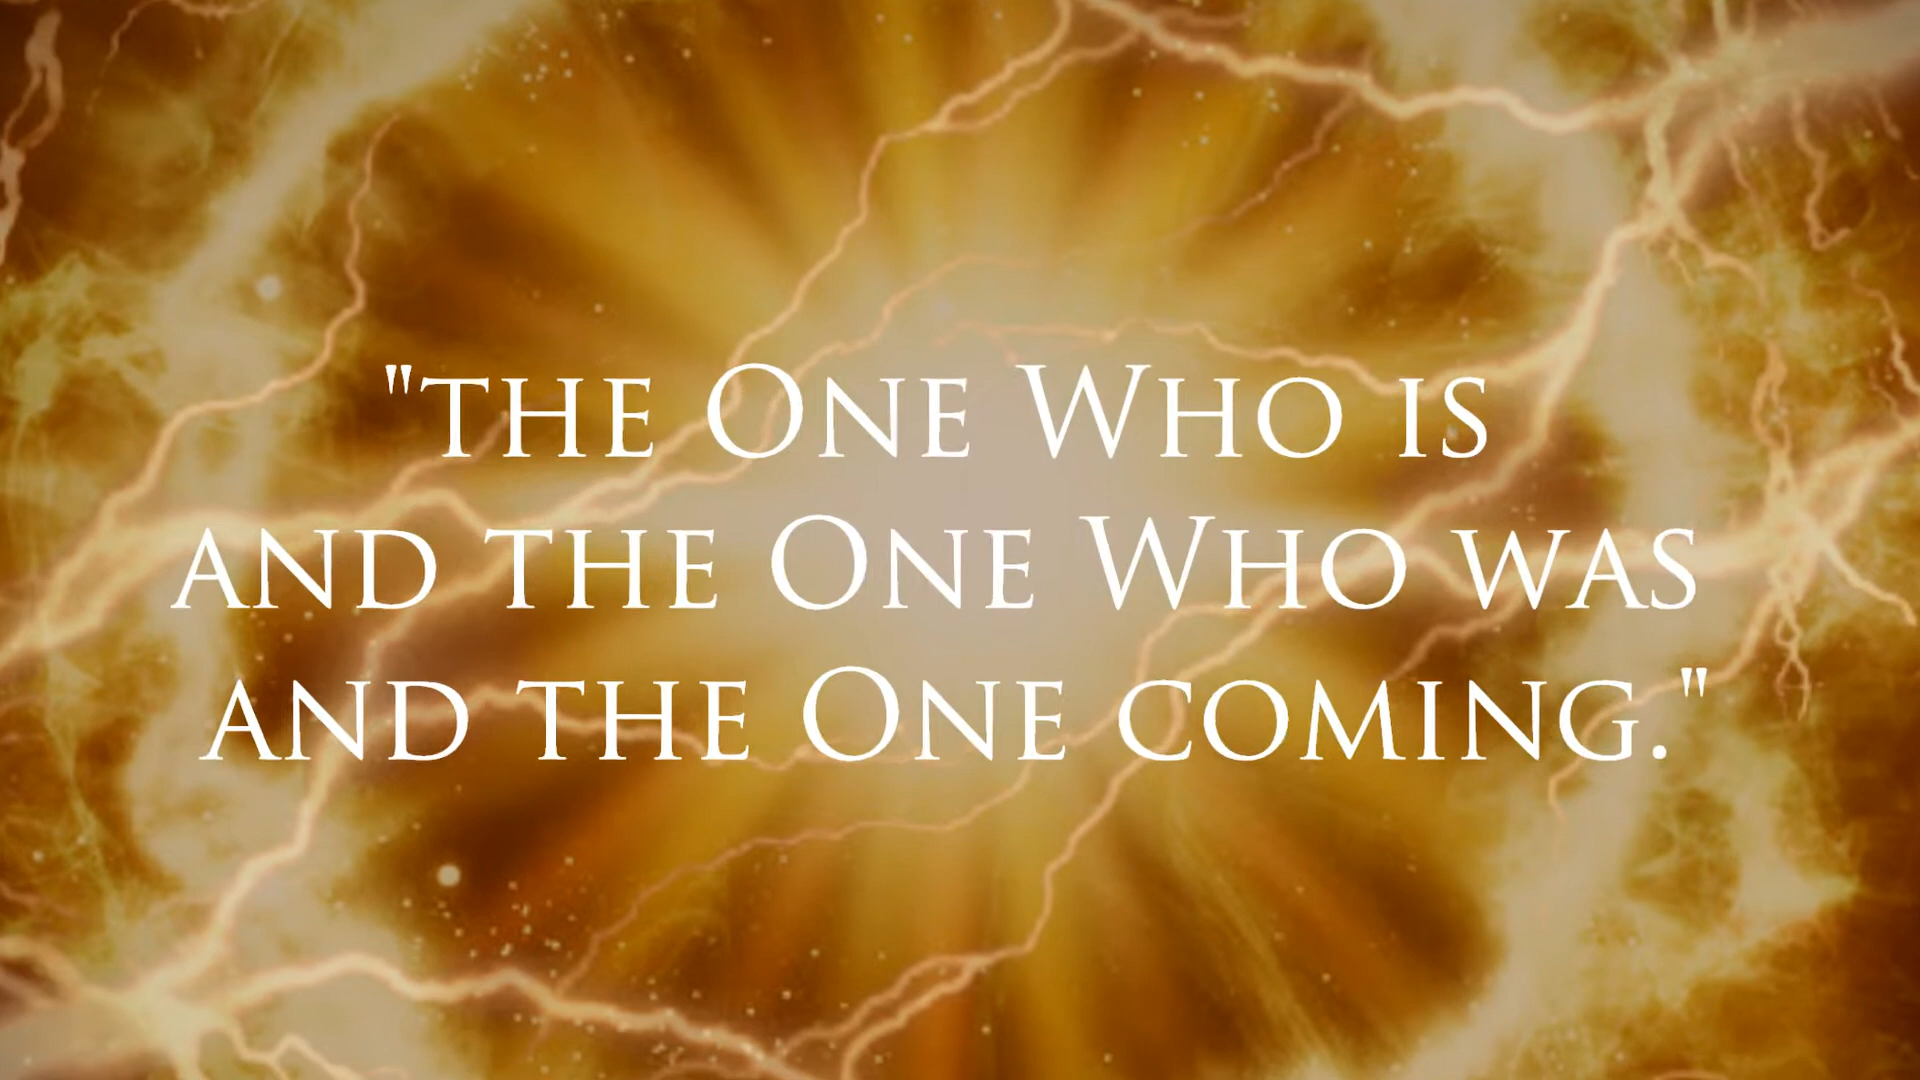 "the One Who is
and the One Who was
and the One coming."